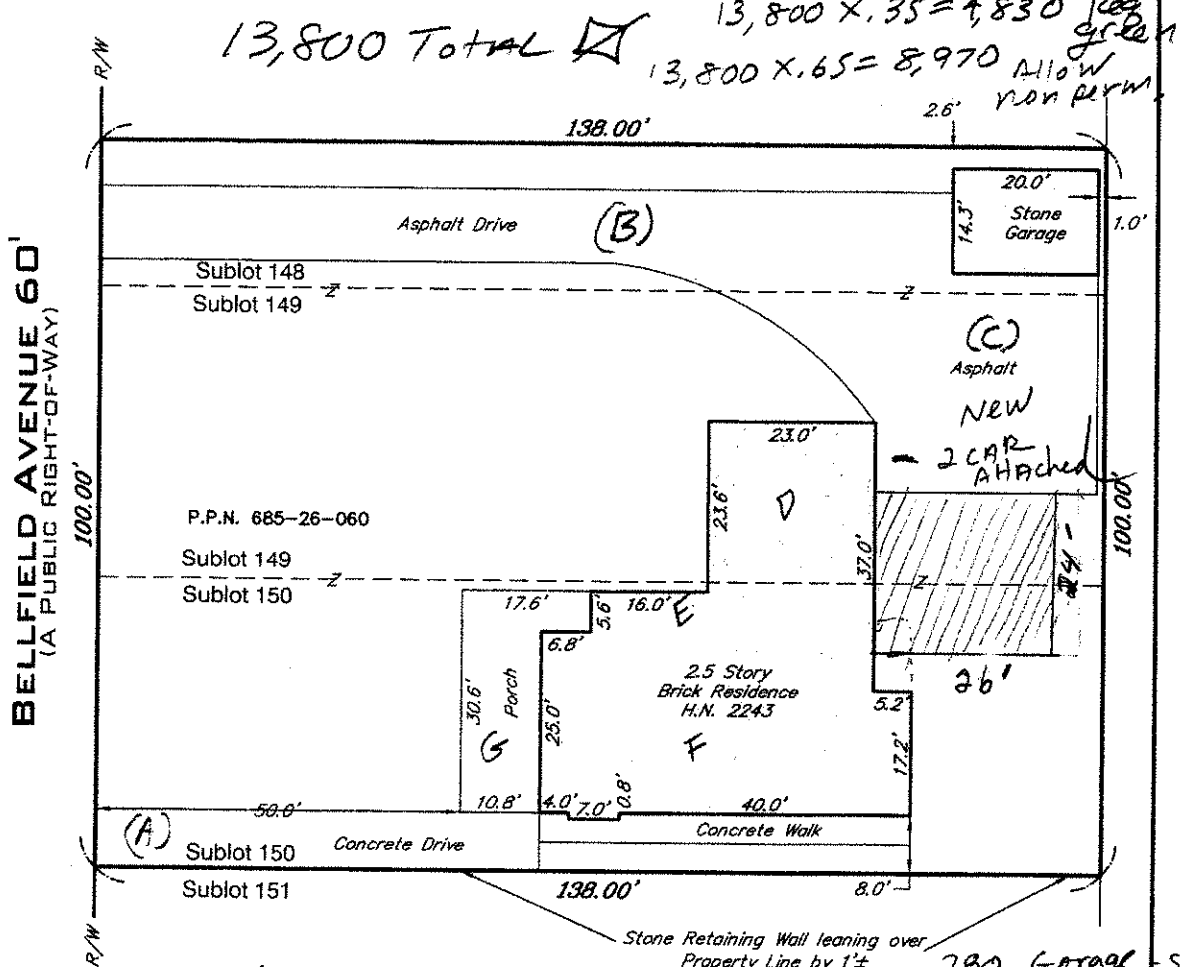 13,800 Total
13,800 X .35 = 4,830 green
13,800 X .65 = 8,970 Allow
non perm.
R/W
138.00'
2.6'
20.0'
Stone
Garage
14.3'
1.0'
Asphalt Drive
(B)
Sublot 148
Z
Z
Sublot 149
(C)
Asphalt
New
2 CAR
Attached
BELLFIELD AVENUE 60'
(A PUBLIC RIGHT-OF-WAY)
100.00'
23.0'
D
23.6'
37.0'
100.00'
P.P.N. 685-26-060
Sublot 149
Z
Z
Sublot 150
17.6'
5.6'
16.0'
E
6.8'
26'
2.5 Story
Brick Residence
H.N. 2243
5.2'
30.6'
Porch
25.0'
G
F
17.2'
50.0'
10.8'
4.0'
7.0'
0.8'
40.0'
(A)
Concrete Drive
Concrete Walk
Sublot 150
Sublot 151
138.00'
8.0'
R/W
Stone Retaining Wall leaning over
Property Line by 1'±
Garage